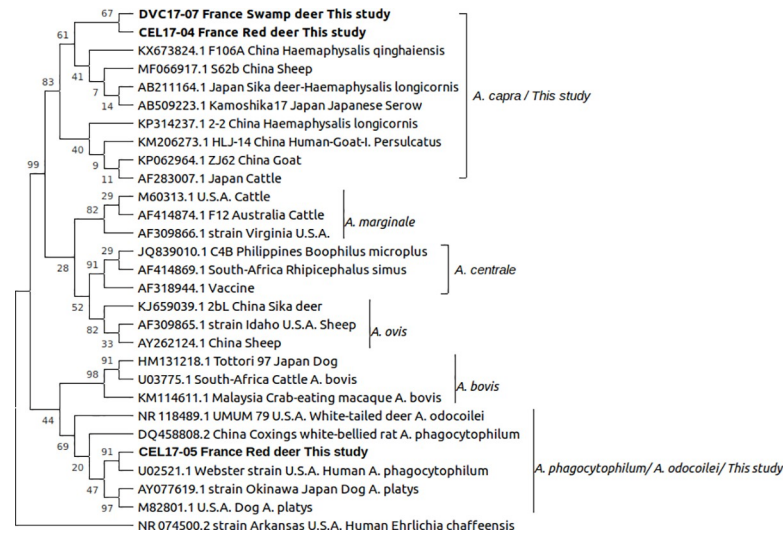 67 DVC17-07 France Swamp deer This study
61 CEL17-04 France Red deer This study
KX673824.1 F106A China Haemaphysalis qinghaiensis
83 41 MF066917.1 S62b China Sheep
7 AB211164.1 Japan Sika deer-Haemaphysalis longicornis
A. capra / This study
14 AB509223.1 Kamoshika17 Japan Japanese Serow
KP314237.1 2-2 China Haemaphysalis longicornis
40 KM206273.1 HLJ-14 China Human-Goat-I. Persulcatus
99 9 KP062964.1 ZJ62 China Goat
11 AF283007.1 Japan Cattle
29 M60313.1 U.S.A. Cattle
82 AF414874.1 F12 Australia Cattle
A. marginale
AF309866.1 strain Virginia U.S.A.
29 JQ839010.1 C4B Philippines Boophilus microplus
28 91 AF414869.1 South-Africa Rhipicephalus simus
A. centrale
AF318944.1 Vaccine
52 KJ659039.1 2bL China Sika deer
82 AF309865.1 strain Idaho U.S.A. Sheep
A. ovis
33 AY262124.1 China Sheep
91 HM131218.1 Tottori 97 Japan Dog
98 U03775.1 South-Africa Cattle A. bovis
A. bovis
KM114611.1 Malaysia Crab-eating macaque A. bovis
44 NR 118489.1 UMUM 79 U.S.A. White-tailed deer A. odocoilei
69 DQ458808.2 China Coxings white-bellied rat A. phagocytophilum
91 CEL17-05 France Red deer This study
20 U02521.1 Webster strain U.S.A. Human A. phagocytophilum
A. phagocytophilum/ A. odocoilei/ This study
47 AY077619.1 strain Okinawa Japan Dog A. platys
97 M82801.1 U.S.A. Dog A. platys
NR 074500.2 strain Arkansas U.S.A. Human Ehrlichia chaffeensis